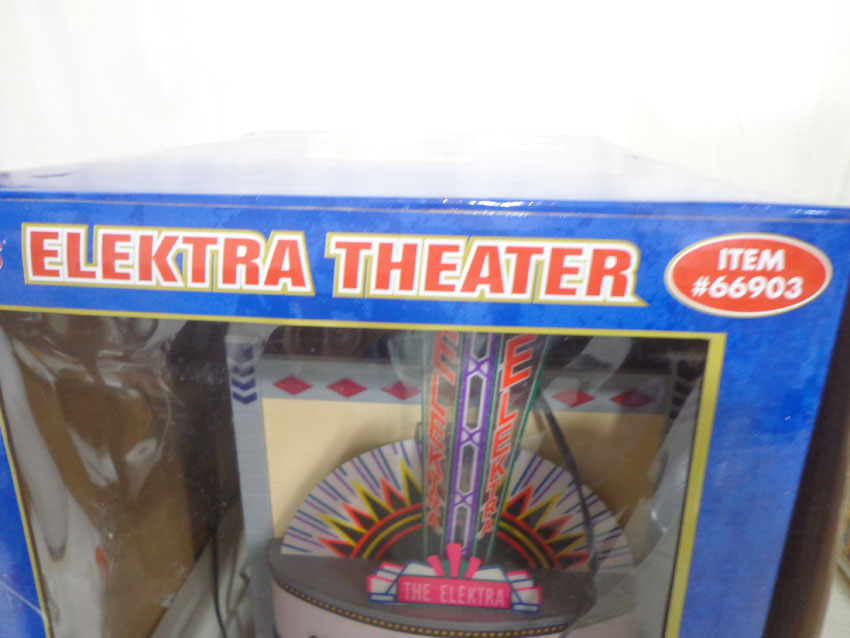 ELEKTRA THEATER
ITEM
#66903
ELEKTRA
ELEKTRA
THE ELEKTRA